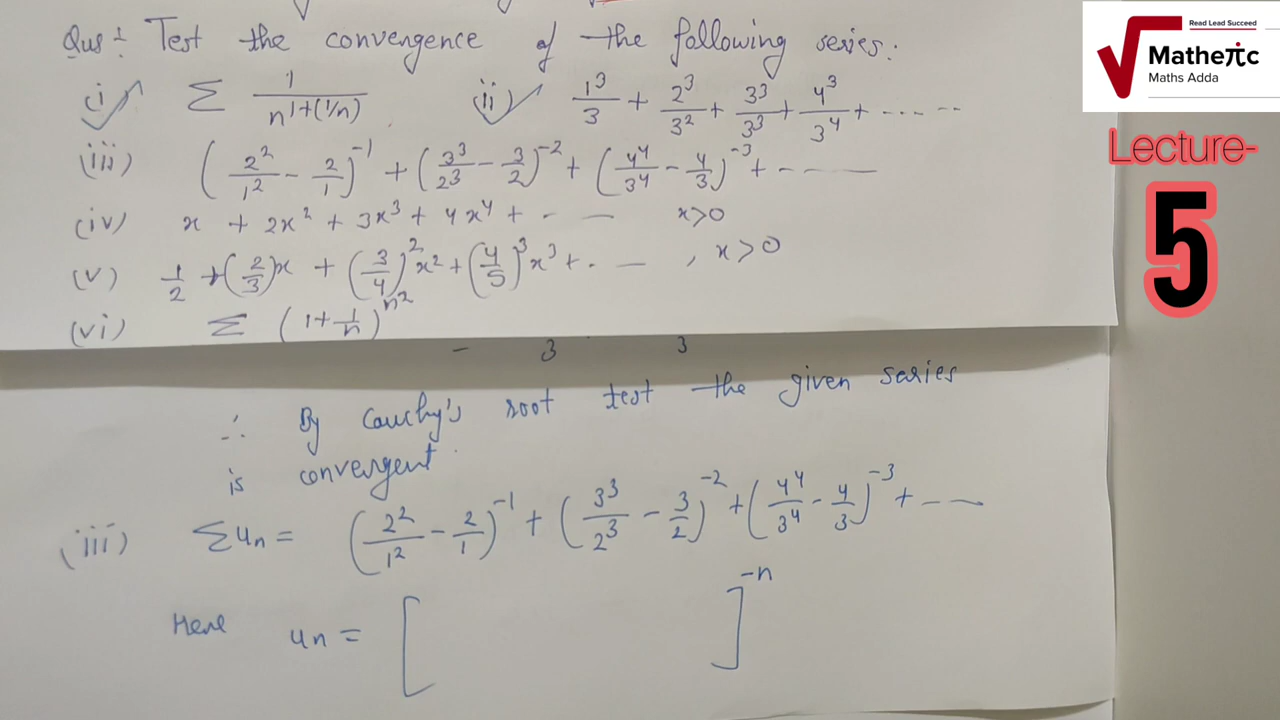 Qus:- Test the convergence of the following series:
(i) Σ 1/n^(1+(1/n)) (ii) 1³/3 + 2³/3² + 3³/3³ + 4³/3⁴ + ......
(iii) (2²/1² - 2/1)^-1 + (3³/2³ - 3/2)^-2 + (4⁴/3⁴ - 4/3)^-3 + - - —
(iv) x + 2x² + 3x³ + 4x⁴ + - — x>0
(v) 1/2 + (2/3)x + (3/4)²x² + (4/5)³x³ + . — , x>0
(vi) Σ (1+1/n)^n²
3 3
∴ By Cauchy's root test the given series
is convergent.
(iii) Σun = (2²/1² - 2/1)^-1 + (3³/2³ - 3/2)^-2 + (4⁴/3⁴ - 4/3)^-3 + - —
Here un = [ ]^-n
Read Lead Succeed
Matheπc
Maths Adda
Lecture-
5